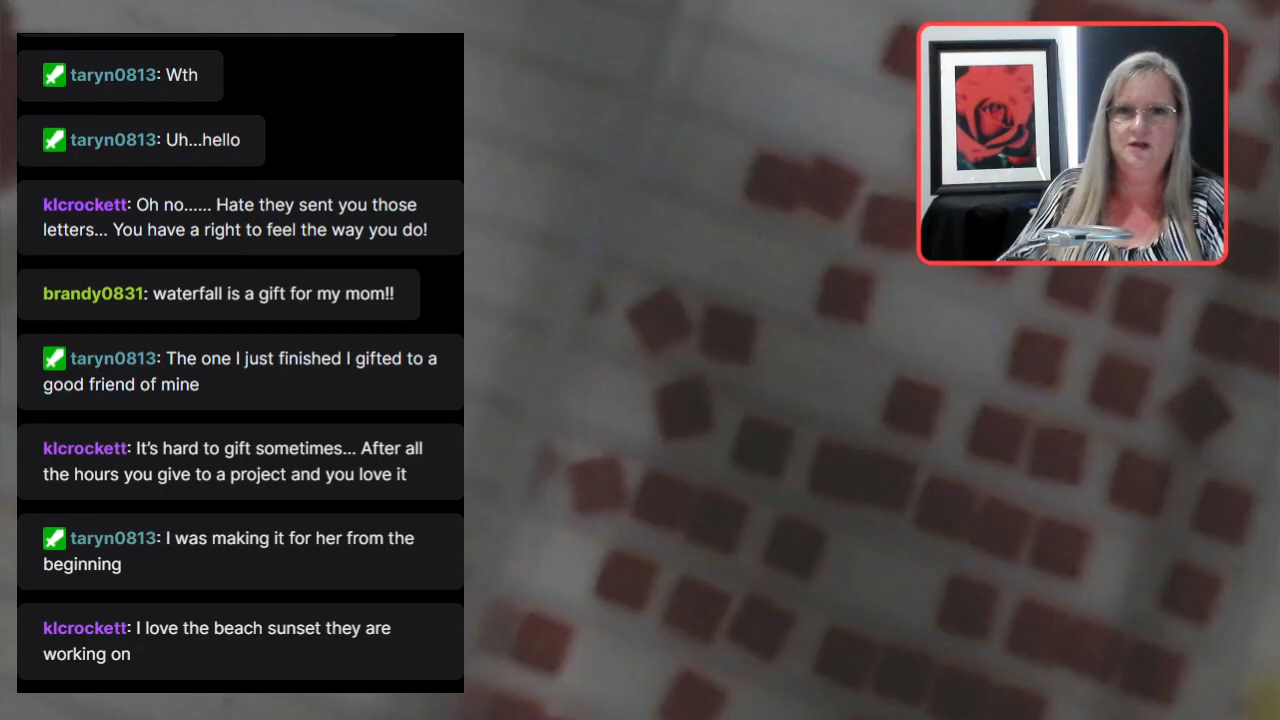 taryn0813: Wth
taryn0813: Uh...hello
klcrockett: Oh no...... Hate they sent you those
letters... You have a right to feel the way you do!
brandy0831: waterfall is a gift for my mom!!
taryn0813: The one I just finished I gifted to a
good friend of mine
klcrockett: It’s hard to gift sometimes... After all
the hours you give to a project and you love it
taryn0813: I was making it for her from the
beginning
klcrockett: I love the beach sunset they are
working on